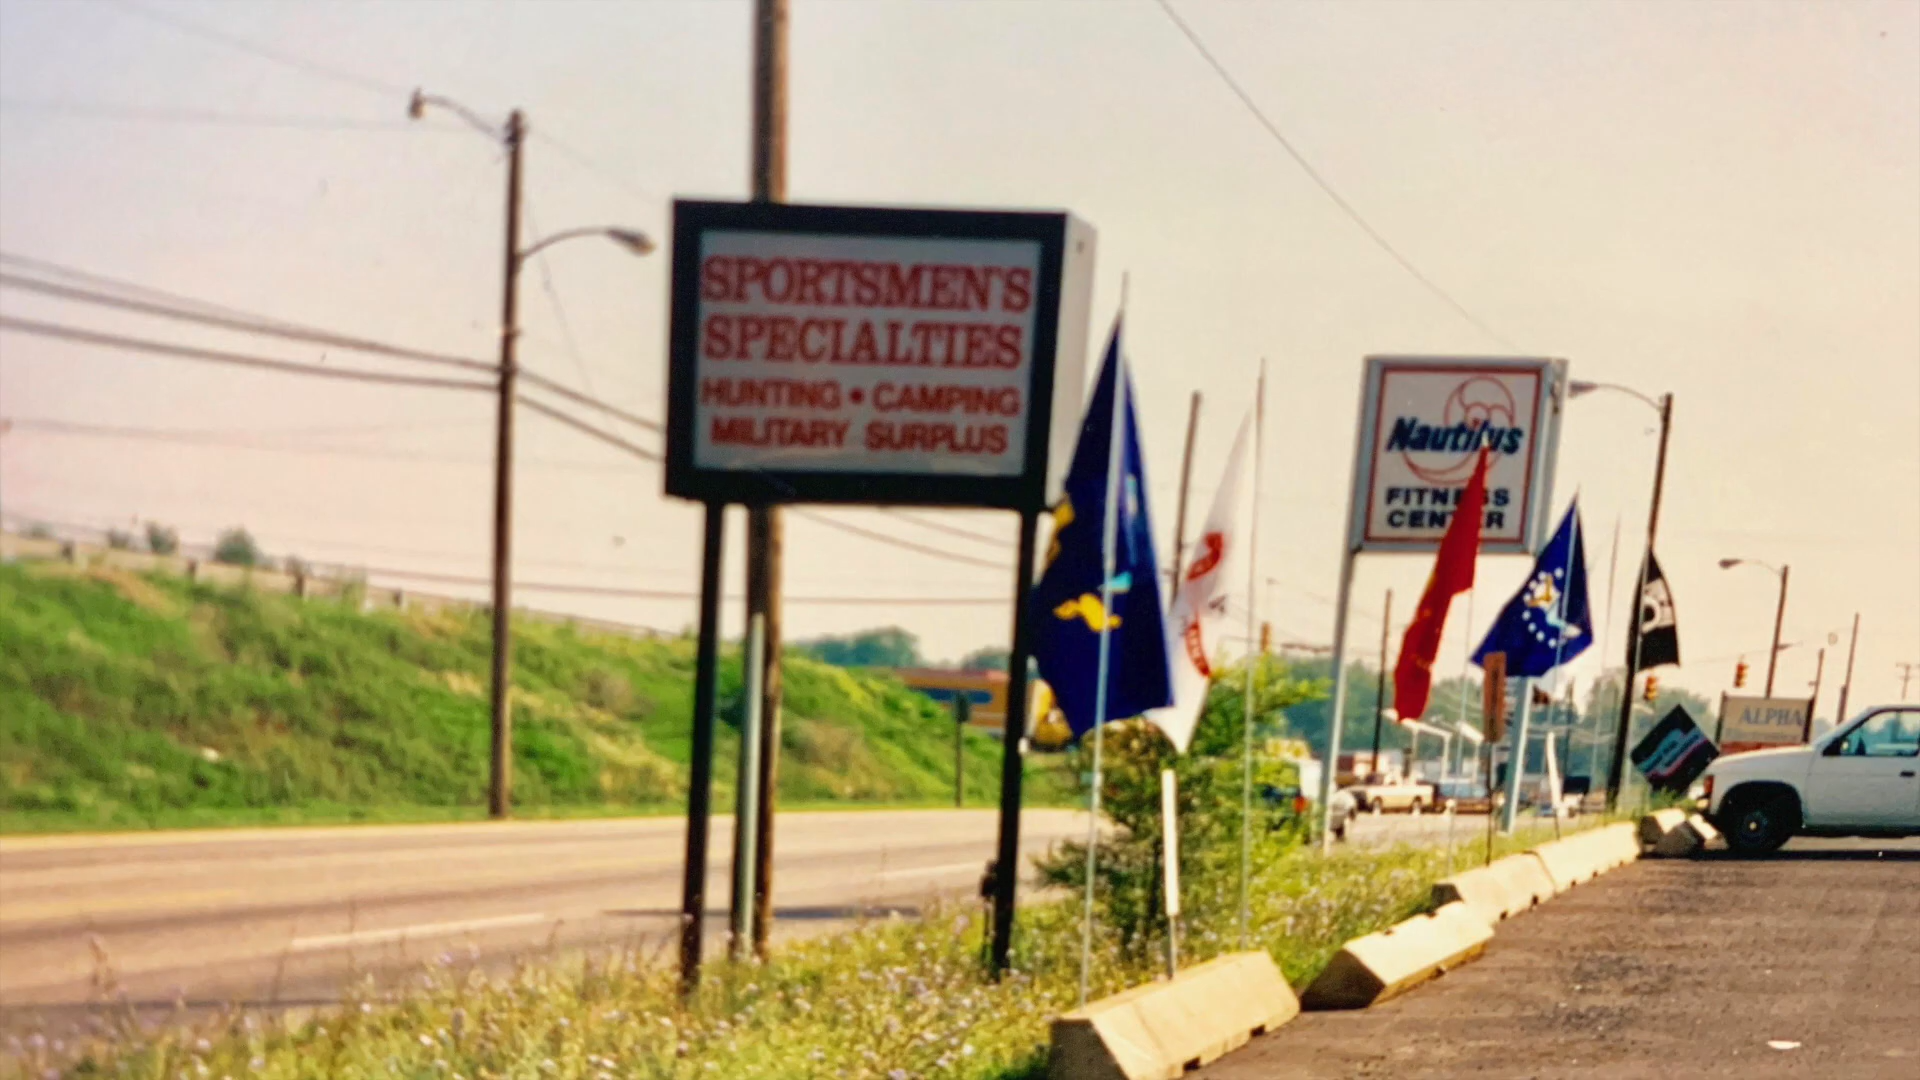 SPORTSMEN'S
SPECIALTIES
HUNTING • CAMPING
MILITARY SURPLUS
Nautilus
FITNESS
CENTER
ALPHA